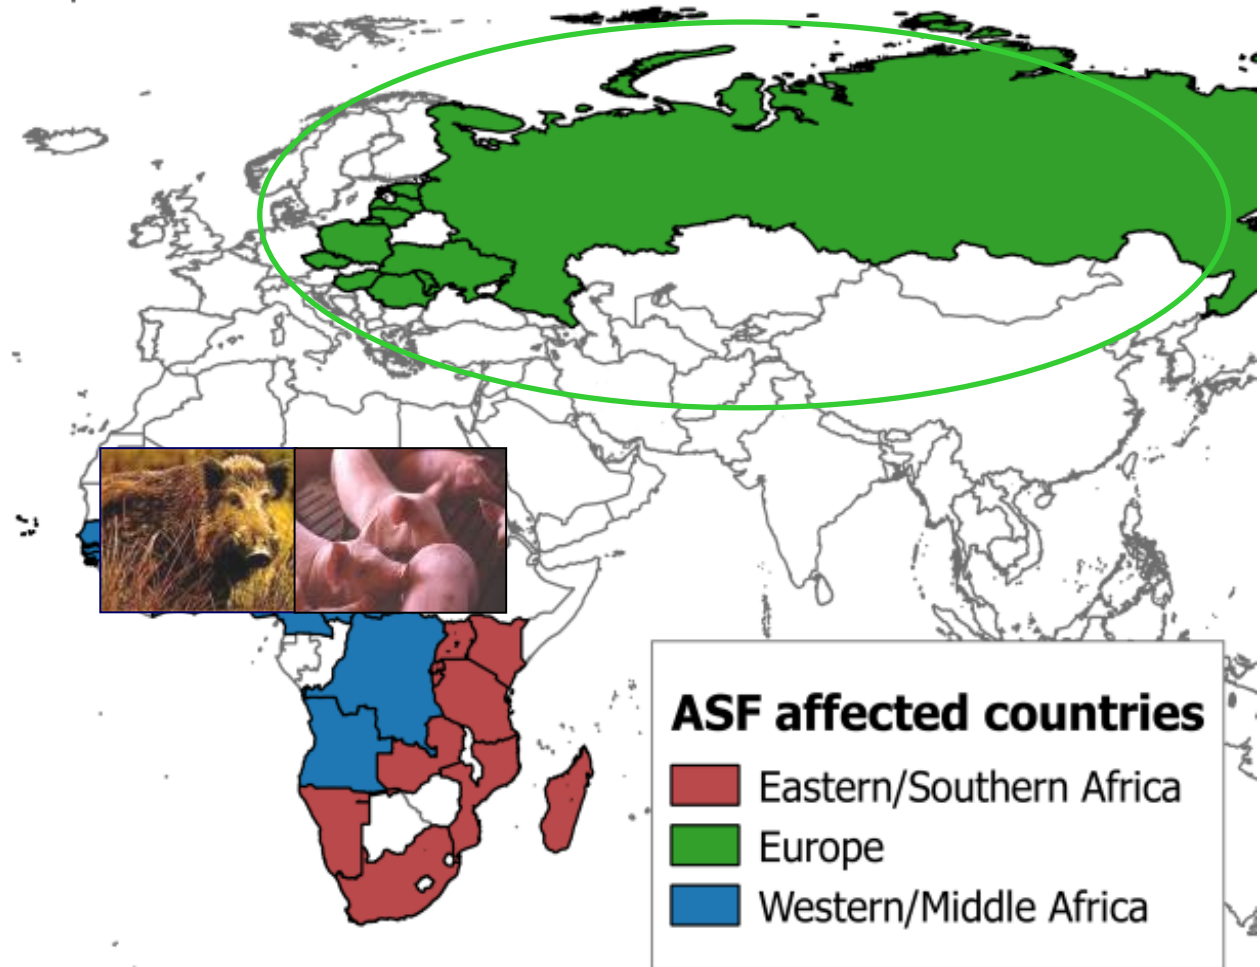 ASF affected countries
Eastern/Southern Africa
Europe
Western/Middle Africa